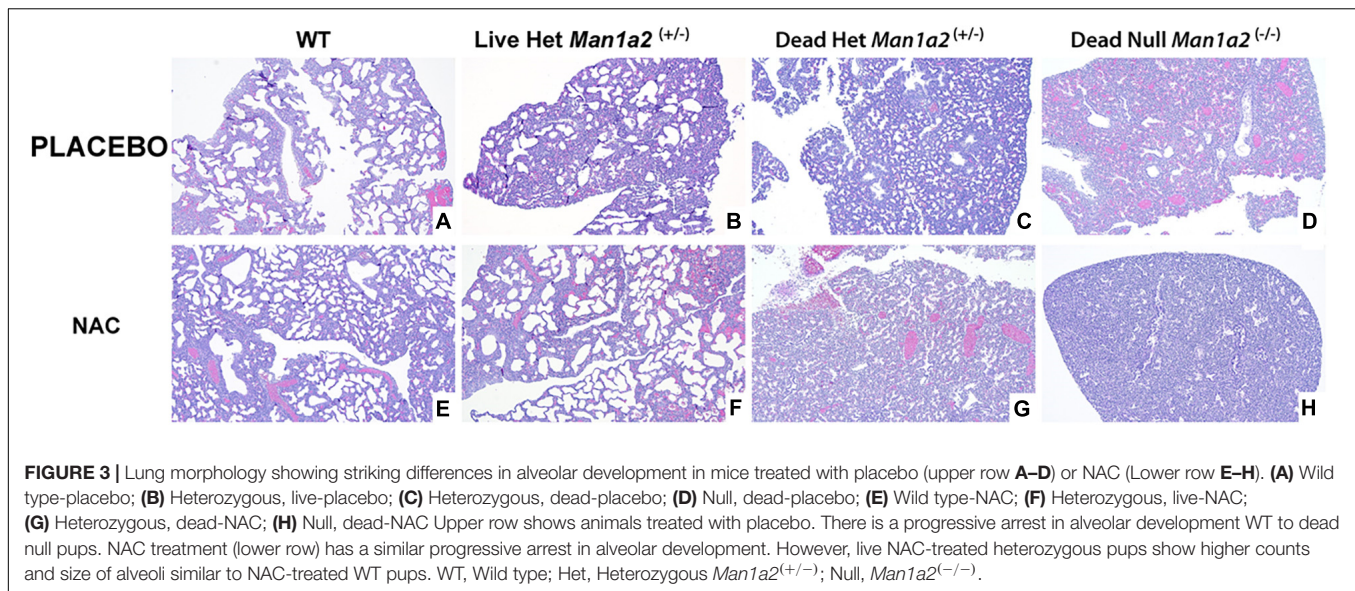 WT
Live Het Man1a2 (+/-)
Dead Het Man1a2 (+/-)
Dead Null Man1a2 (-/-)
PLACEBO
A
B
C
D
NAC
E
F
G
H
FIGURE 3 | Lung morphology showing striking differences in alveolar development in mice treated with placebo (upper row A–D) or NAC (Lower row E–H). (A) Wild
type-placebo; (B) Heterozygous, live-placebo; (C) Heterozygous, dead-placebo; (D) Null, dead-placebo; (E) Wild type-NAC; (F) Heterozygous, live-NAC;
(G) Heterozygous, dead-NAC; (H) Null, dead-NAC Upper row shows animals treated with placebo. There is a progressive arrest in alveolar development WT to dead
null pups. NAC treatment (lower row) has a similar progressive arrest in alveolar development. However, live NAC-treated heterozygous pups show higher counts
and size of alveoli similar to NAC-treated WT pups. WT, Wild type; Het, Heterozygous Man1a2(+/−); Null, Man1a2(−/−).